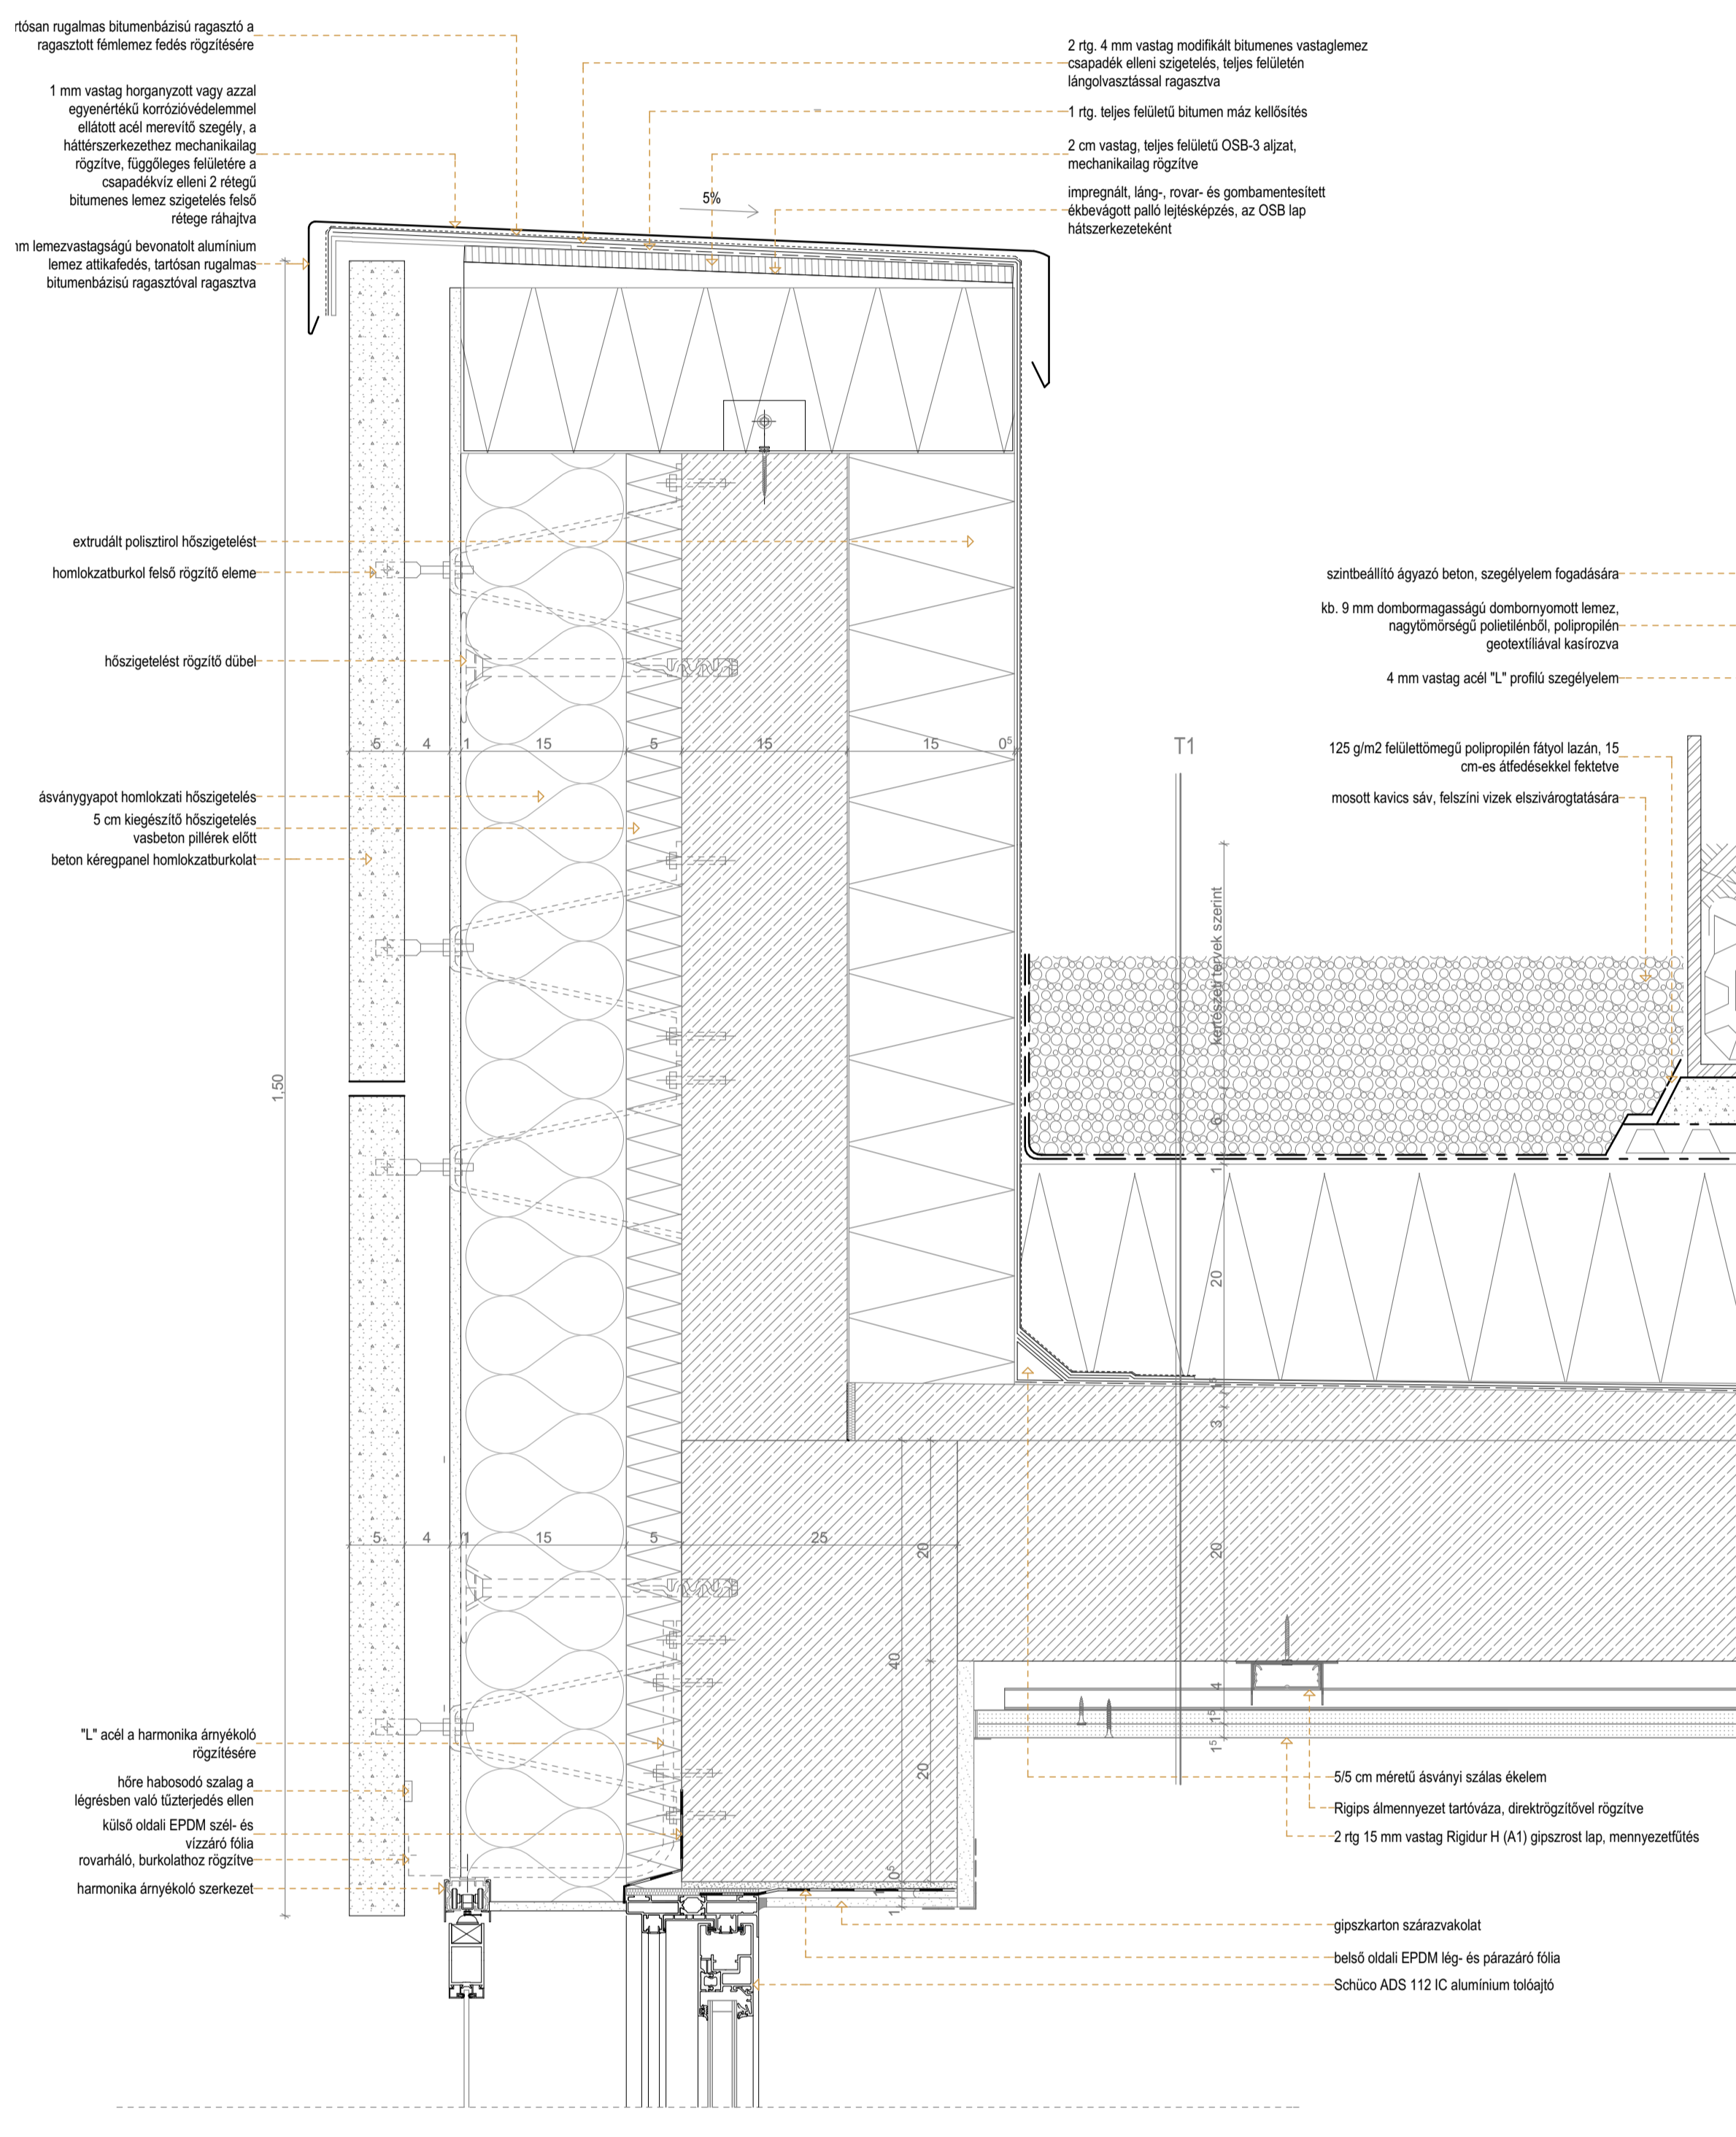 rtósan rugalmas bitumenbázisú ragasztó a
ragasztott fémlemez fedés rögzítésére
1 mm vastag horganyzott vagy azzal
egyenértékű korrózióvédelemmel
ellátott acél merevítő szegély, a
háttérszerkezethez mechanikailag
rögzítve, függőleges felületére a
csapadékvíz elleni 2 rétegű
bitumenes lemez szigetelés felső
rétege ráhajtva
lemezvastagságú bevonatolt alumínium
lemez attikafedés, tartósan rugalmas
bitumenbázisú ragasztóval ragasztva
2 rtg. 4 mm vastag modifikált bitumenes vastaglemez
csapadék elleni szigetelés, teljes felületén
lángolvasztással ragasztva
1 rtg. teljes felületű bitumen máz kellősítés
2 cm vastag, teljes felületű OSB-3 aljzat,
mechanikailag rögzítve
impregnált, láng-, rovar- és gombamentesített
ékbevágott palló lejtésképzés, az OSB lap
hátszerkezeteként
5%
extrudált polisztirol hőszigetelést
homlokzatburkol felső rögzítő eleme
hőszigetelést rögzítő dübel
5 4 1 15 5 15 15 0⁵
ásványgyapot homlokzati hőszigetelés
5 cm kiegészítő hőszigetelés
vasbeton pillérek előtt
beton kéregpanel homlokzatburkolat
1,50
szintbeállító ágyazó beton, szegélyelem fogadására
kb. 9 mm dombormagasságú dombornyomott lemez,
nagytömörségű polietilénből, polipropilén
geotextíliával kasírozva
4 mm vastag acél "L" profilú szegélyelem
125 g/m2 felülettömegű polipropilén fátyol lazán, 15
cm-es átfedésekkel fektetve
mosott kavics sáv, felszíni vizek elszivárogtatására
T1
kertészeti tervek szerint
6
1
20
1⁵
3
20
4
1⁵
1⁵
5 4 1 15 5 25
20
40
20
1 0⁵
1
"L" acél a harmonika árnyékoló
rögzítésére
hőre habosodó szalag a
légrésben való tűzterjedés ellen
külső oldali EPDM szél- és
vízzáró fólia
rovarháló, burkolathoz rögzítve
harmonika árnyékoló szerkezet
5/5 cm méretű ásványi szálas ékelem
Rigips álmennyezet tartóváza, direktrögzítővel rögzítve
2 rtg 15 mm vastag Rigidur H (A1) gipszrost lap, mennyezetfűtés
gipszkarton szárazvakolat
belső oldali EPDM lég- és párazáró fólia
Schüco ADS 112 IC alumínium tolóajtó